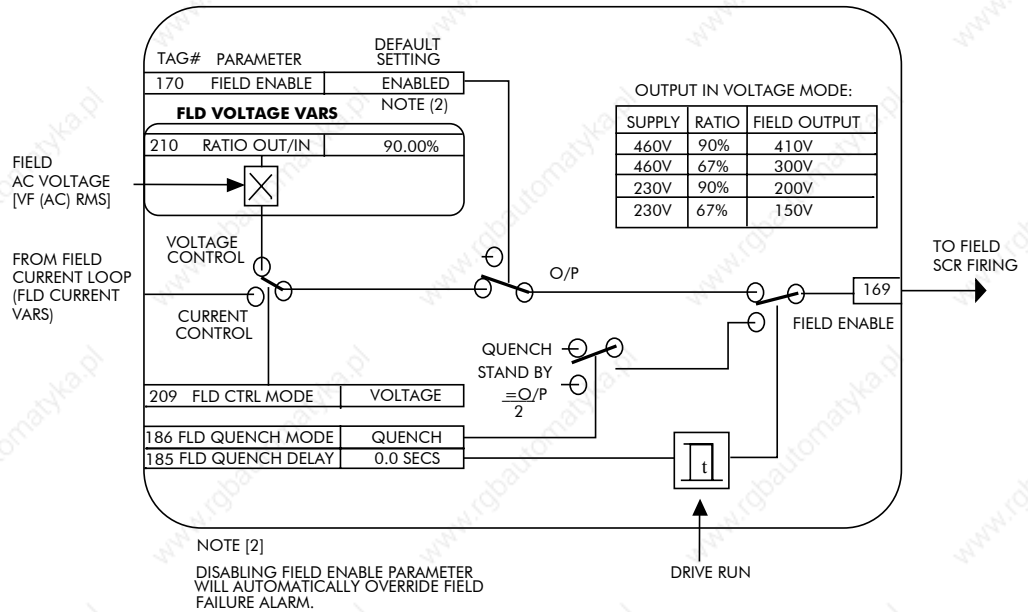 TAG# PARAMETER DEFAULT SETTING
170 FIELD ENABLE ENABLED
NOTE (2)
FLD VOLTAGE VARS
210 RATIO OUT/IN 90.00%
FIELD
AC VOLTAGE
[VF (AC) RMS]
OUTPUT IN VOLTAGE MODE:
SUPPLY RATIO FIELD OUTPUT
460V 90% 410V
460V 67% 300V
230V 90% 200V
230V 67% 150V
VOLTAGE
CONTROL
FROM FIELD
CURRENT LOOP
(FLD CURRENT
VARS)
CURRENT
CONTROL
O/P
TO FIELD
SCR FIRING
169
FIELD ENABLE
QUENCH
STAND BY
=O/P
2
209 FLD CTRL MODE VOLTAGE
186 FLD QUENCH MODE QUENCH
185 FLD QUENCH DELAY 0.0 SECS
t
DRIVE RUN
NOTE [2]
DISABLING FIELD ENABLE PARAMETER
WILL AUTOMATICALLY OVERRIDE FIELD
FAILURE ALARM.
www.rgbautomatyka.pl